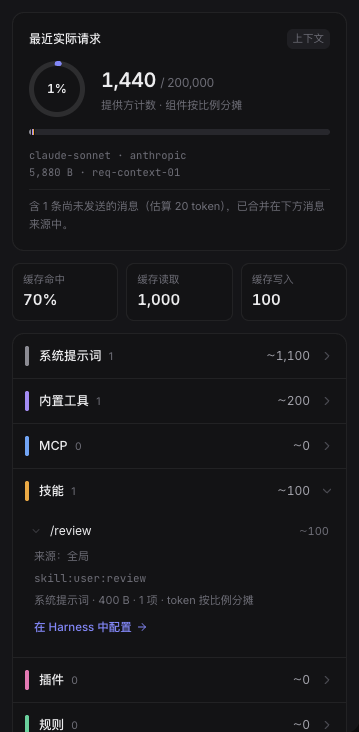 最近实际请求
上下文
1%
1,440 / 200,000
提供方计数 · 组件按比例分摊
claude-sonnet · anthropic
5,880 B · req-context-01
含 1 条尚未发送的消息（估算 20 token），已合并在下方消息
来源中。
缓存命中
70%
缓存读取
1,000
缓存写入
100
系统提示词 1 ~1,100
内置工具 1 ~200
MCP 0 ~0
技能 1 ~100
/review ~100
来源：全局
skill:user:review
系统提示词 · 400 B · 1 项 · token 按比例分摊
在 Harness 中配置 →
插件 0 ~0
规则 0 ~0